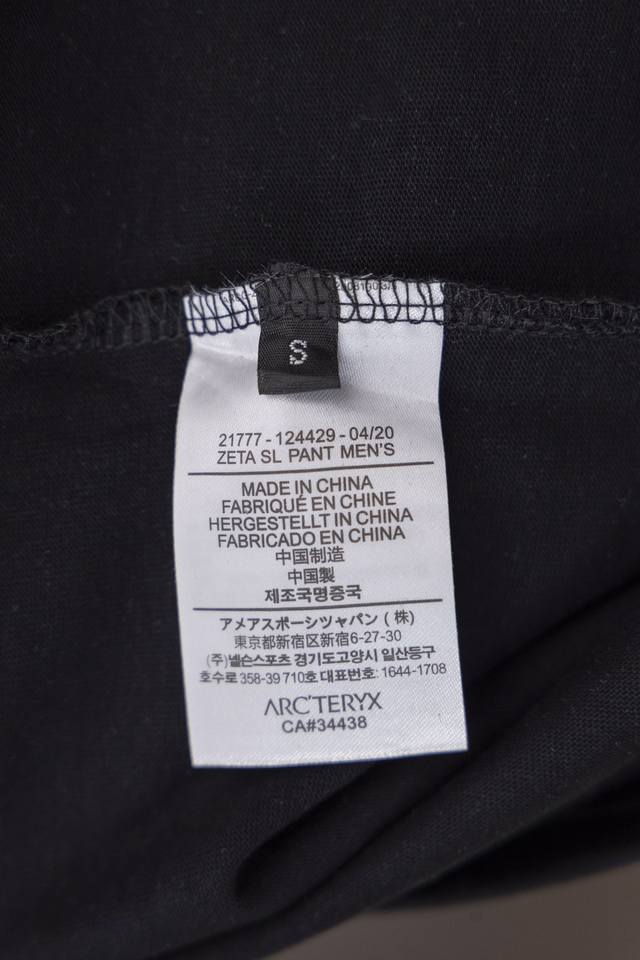 S
21777 - 124429 - 04/20
ZETA SL PANT MEN'S
MADE IN CHINA
FABRIQUÉ EN CHINE
HERGESTELLT IN CHINA
FABRICADO EN CHINA
中国制造
中国製
제조국명중국
アメアスポーシツャパン ( 株)
東京都新宿区新宿6-27-30
(주)넬슨스포츠 경기도고양시 일산동구
호수로 358-39 710호 대표번호: 1644-1708
ARC'TERYX
CA#34438